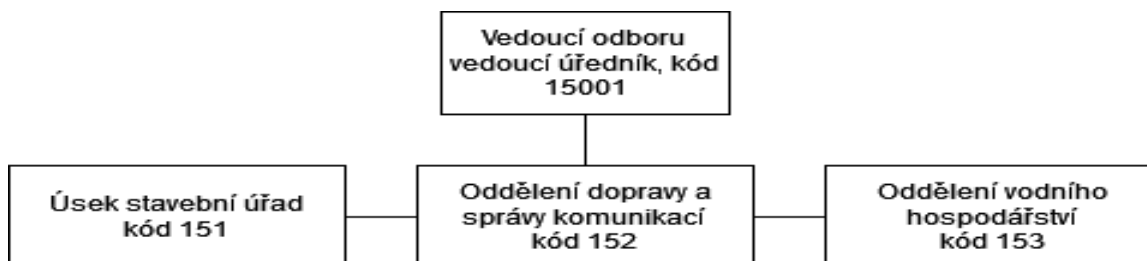 Vedoucí odboru
vedoucí úředník, kód
15001
Úsek stavební úřad
kód 151
Oddělení dopravy a
správy komunikací
kód 152
Oddělení vodního
hospodářství
kód 153